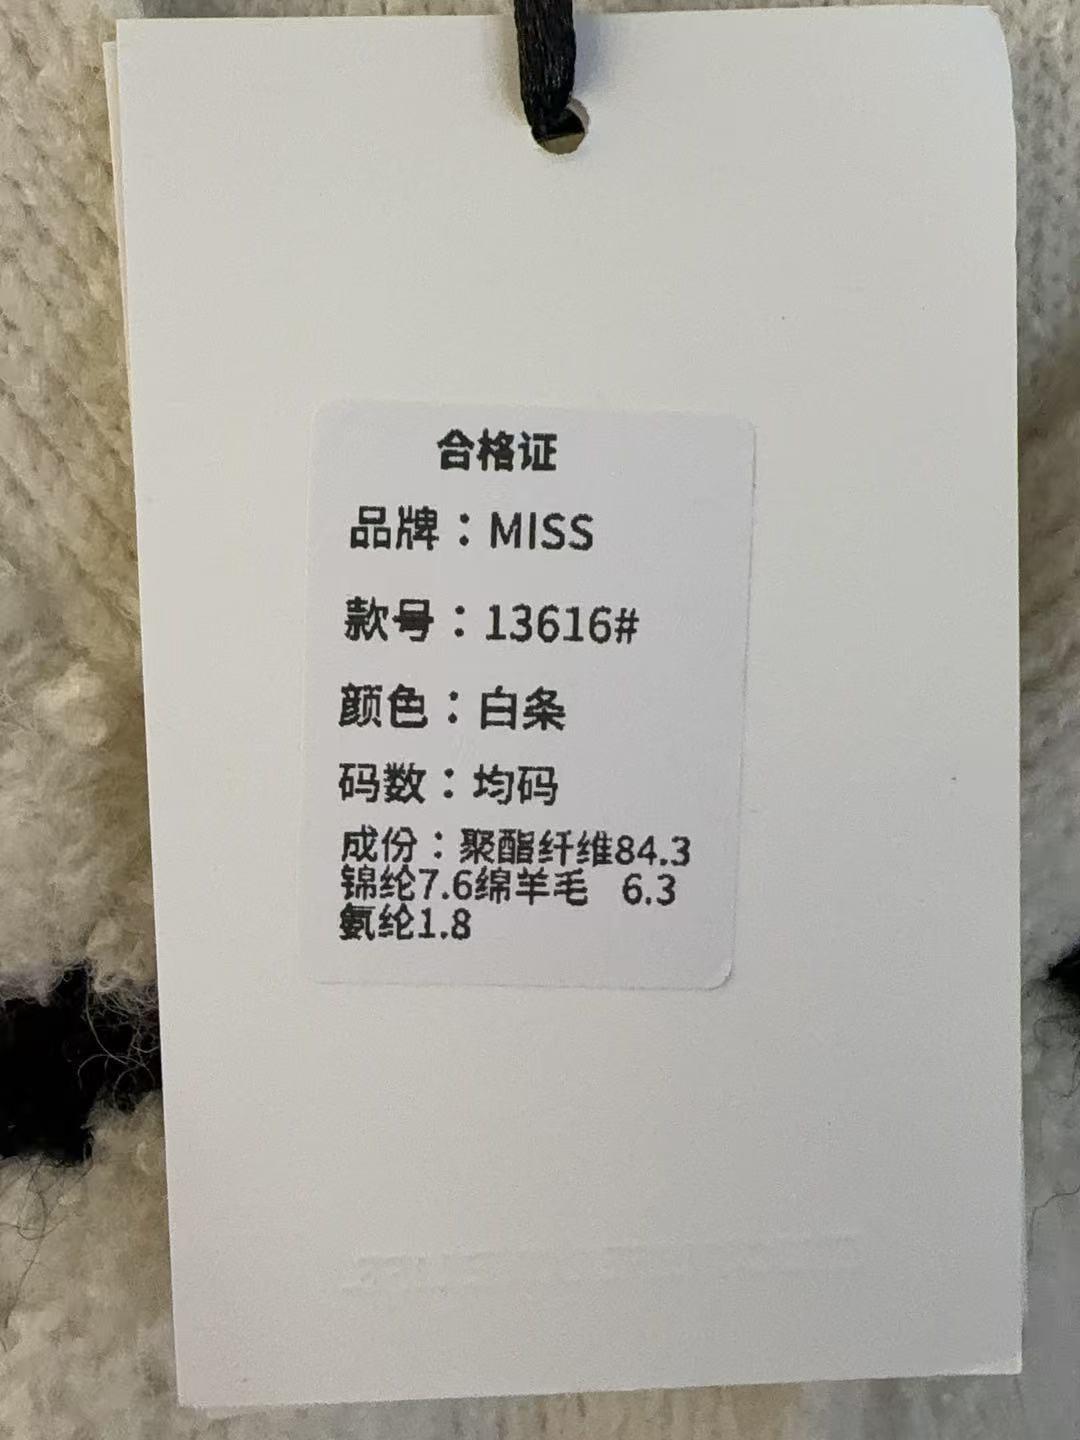 合格证
品牌：MISS
款号：13616#
颜色：白条
码数：均码
成份：聚酯纤维84.3
锦纶7.6绵羊毛 6.3
氨纶1.8